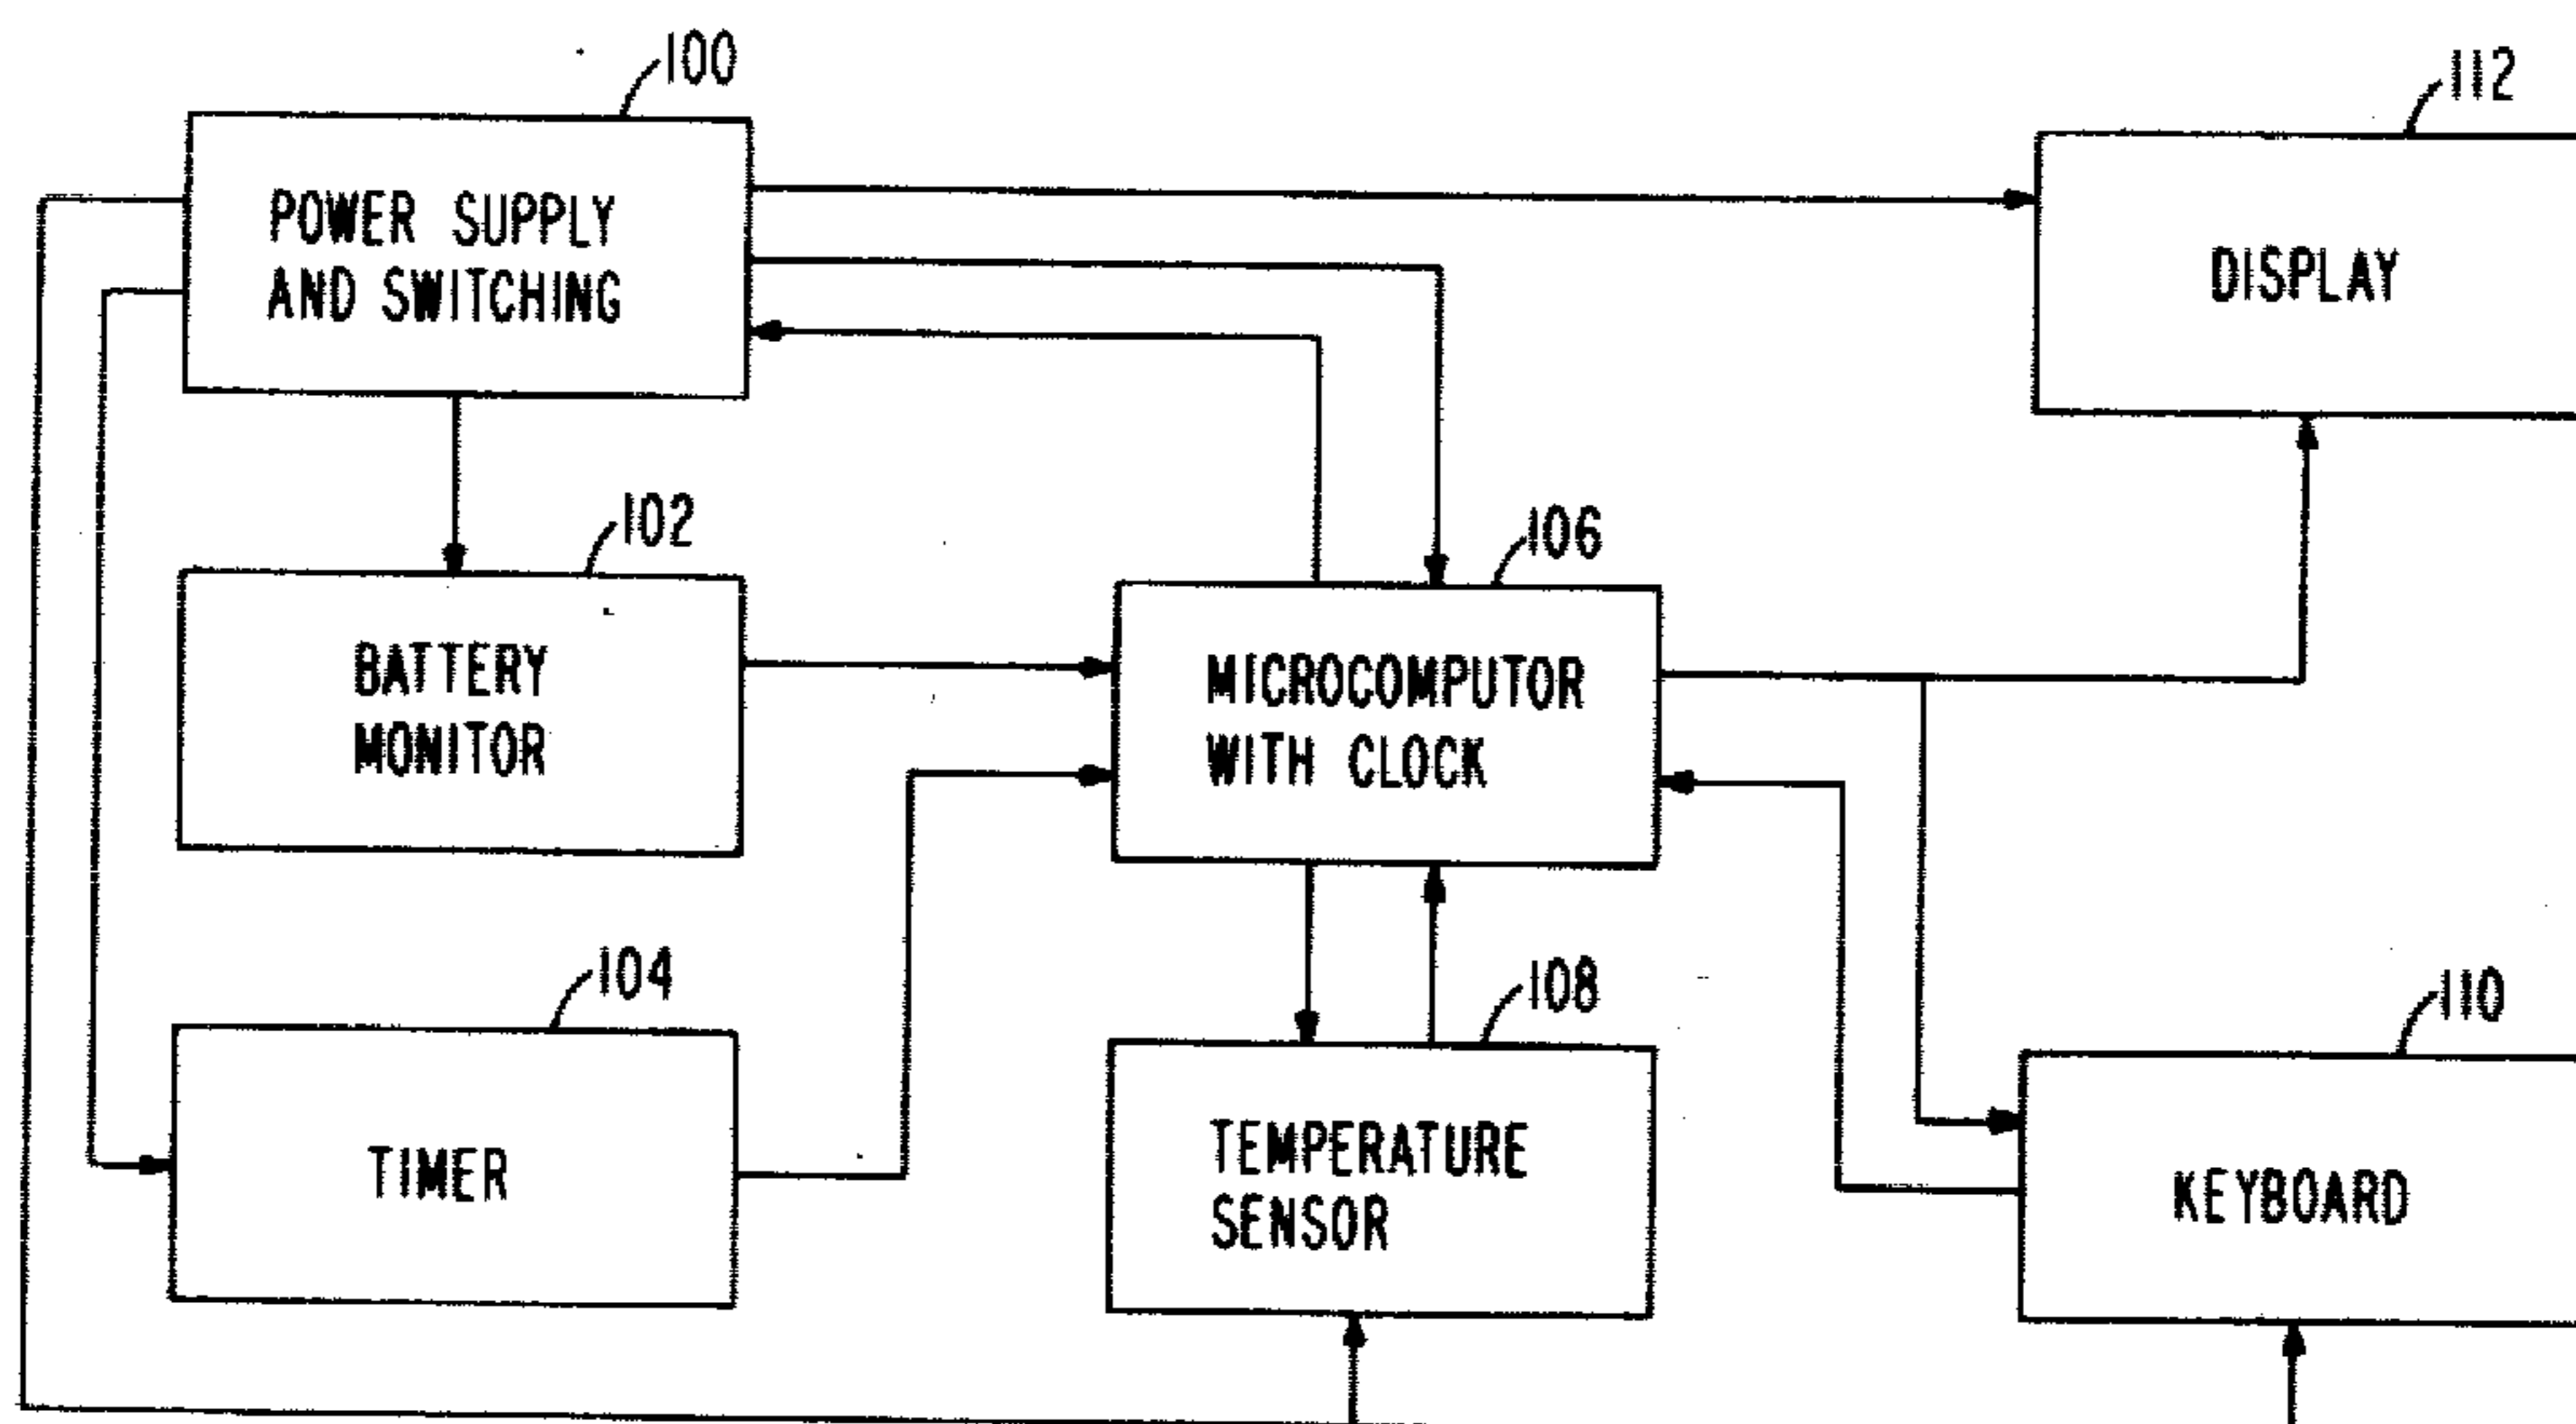 100
POWER SUPPLY
AND SWITCHING
112
DISPLAY
102
BATTERY
MONITOR
106
MICROCOMPUTOR
WITH CLOCK
104
TIMER
108
TEMPERATURE
SENSOR
110
KEYBOARD